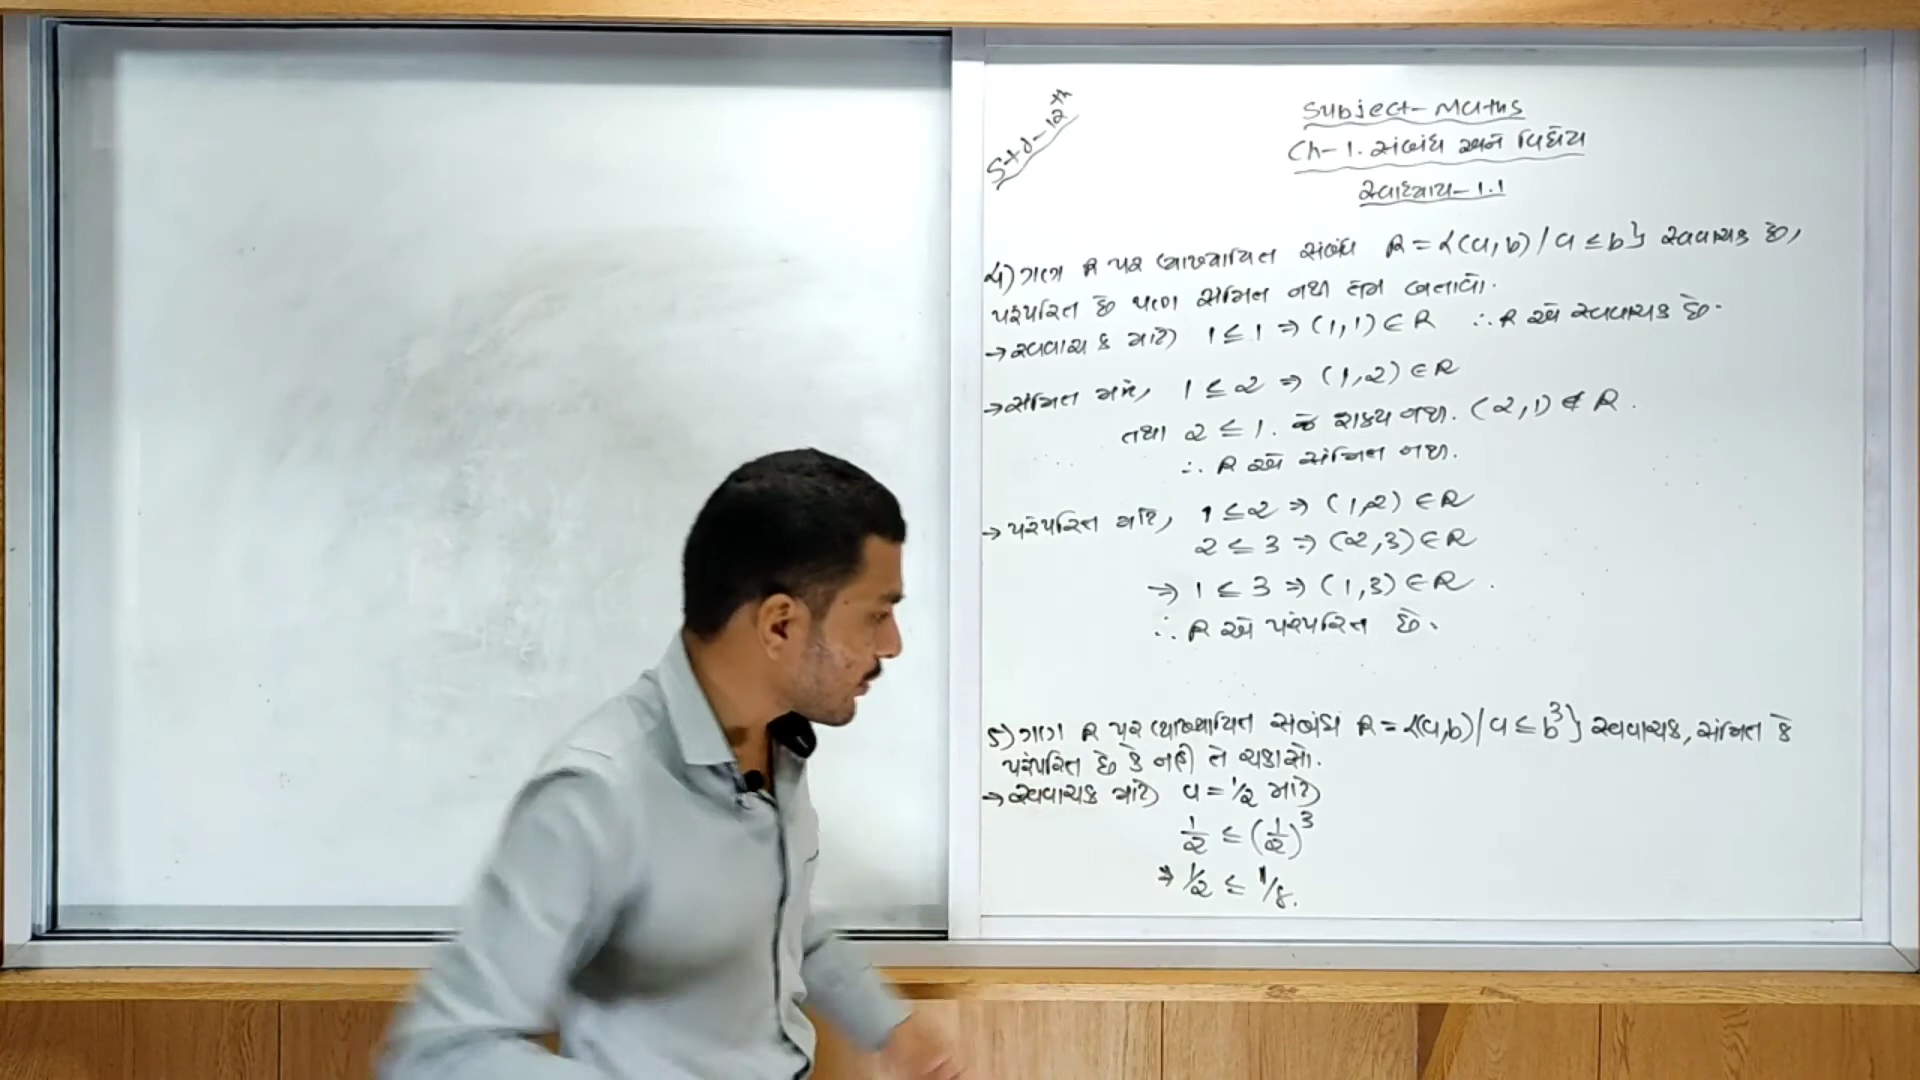 Std-12th
Subject-Maths
Ch-1. સંબંધ અને વિધેય
સ્વાધ્યાય-1.1
૪) ગણ R પર વ્યાખ્યાયિત સંબંધ R = {(a,b) / a ≤ b} સ્વવાચક છે,
પરંપરિત છે પણ સંમિત નથી તેમ બતાવો.
→ સ્વવાચક માટે, 1 ≤ 1 ⇒ (1,1) ∈ R ∴ R એ સ્વવાચક છે.
→ સંમિત માટે, 1 ≤ 2 ⇒ (1,2) ∈ R
તથા 2 ≤ 1. શક્ય નથી. (2,1) ∉ R.
∴ R એ સંમિત નથી.
→ પરંપરિત માટે, 1 ≤ 2 ⇒ (1,2) ∈ R
2 ≤ 3 ⇒ (2,3) ∈ R
⇒ 1 ≤ 3 ⇒ (1,3) ∈ R.
∴ R એ પરંપરિત છે.
5) ગણ R પર વ્યાખ્યાયિત સંબંધ R = {(a,b) / a ≤ b³} સ્વવાચક, સંમિત કે
પરંપરિત છે કે નહી તે ચકાસો.
→ સ્વવાચક માટે, a = 1/2 માટે,
1/2 ≤ (1/2)³
⇒ 1/2 ≤ 1/8.